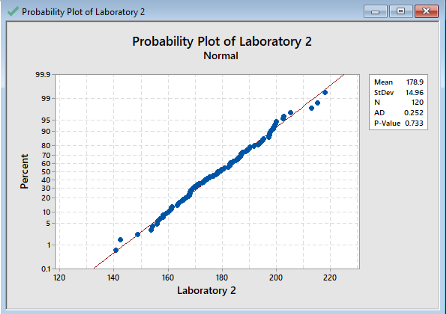 Probability Plot of Laboratory 2
Probability Plot of Laboratory 2
Normal
Mean 178.9
StDev 14.96
N 120
AD 0.252
P-Value 0.733
99.9
99
95
90
80
70
60
50
40
30
20
10
5
1
0.1
Percent
120 140 160 180 200 220
Laboratory 2